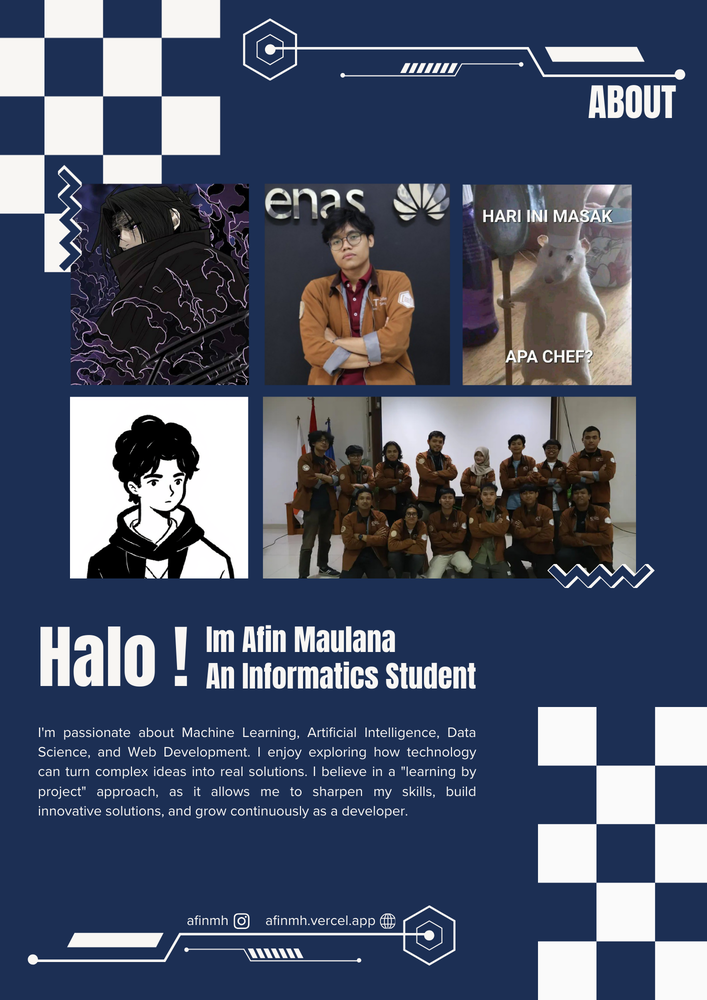 ABOUT
enas
HARI INI MASAK
APA CHEF?
Halo !
Im Afin Maulana
An Informatics Student
I'm passionate about Machine Learning, Artificial Intelligence, Data
Science, and Web Development. I enjoy exploring how technology
can turn complex ideas into real solutions. I believe in a "learning by
project" approach, as it allows me to sharpen my skills, build
innovative solutions, and grow continuously as a developer.
afinmh afinmh.vercel.app